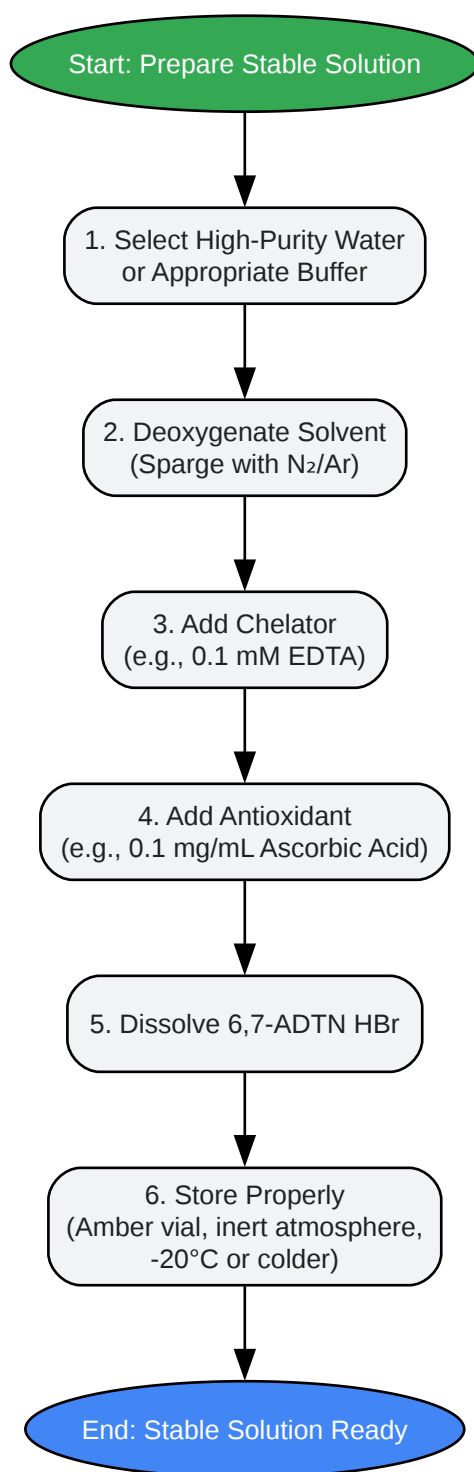 Start: Prepare Stable Solution
1. Select High-Purity Water
or Appropriate Buffer
2. Deoxygenate Solvent
(Sparge with N₂/Ar)
3. Add Chelator
(e.g., 0.1 mM EDTA)
4. Add Antioxidant
(e.g., 0.1 mg/mL Ascorbic Acid)
5. Dissolve 6,7-ADTN HBr
6. Store Properly
(Amber vial, inert atmosphere,
-20°C or colder)
End: Stable Solution Ready